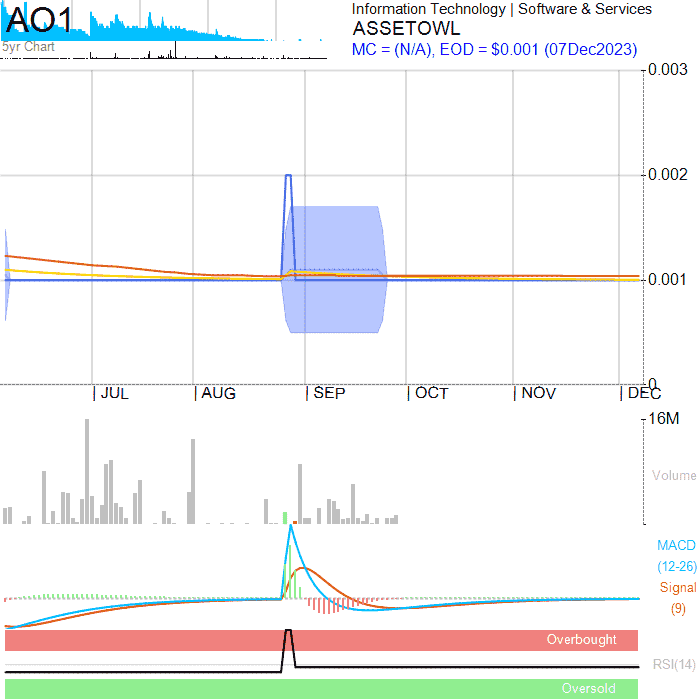 AO1
5yr Chart
Information Technology | Software & Services
ASSETOWL
MC = (N/A), EOD = $0.001 (07Dec2023)
0.003
0.002
0.001
0
| JUL | AUG | SEP | OCT | NOV | DEC
16M
Volume
MACD
(12-26)
Signal
(9)
Overbought
RSI(14)
Oversold